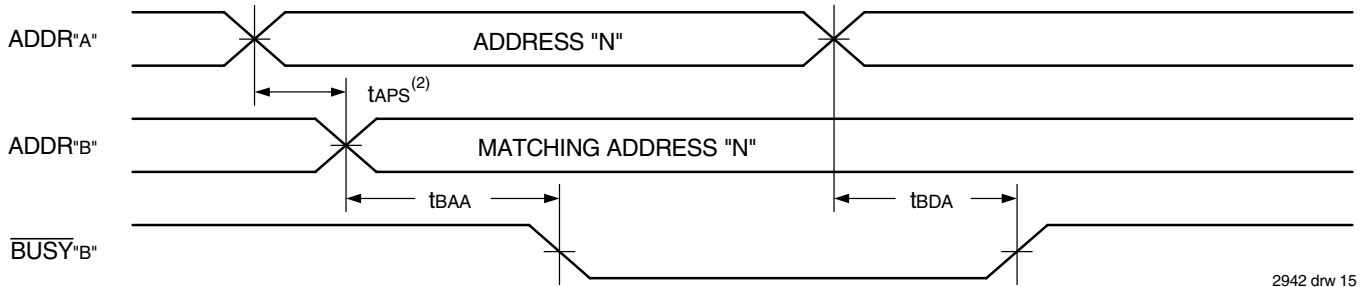 ADDR"A"
ADDRESS "N"
tAPS(2)
ADDR"B"
MATCHING ADDRESS "N"
tBAA
tBDA
BUSY"B"
2942 drw 15